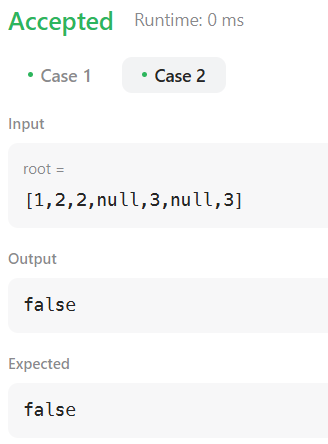 Accepted Runtime: 0 ms
• Case 1 • Case 2
Input
root =
[1,2,2,null,3,null,3]
Output
false
Expected
false